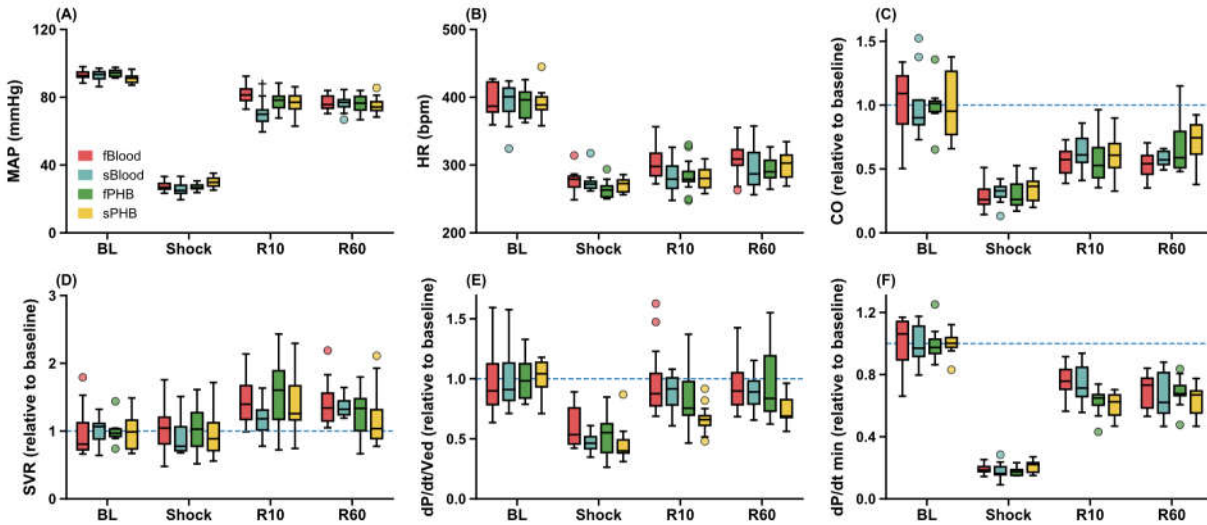 (A)
MAP (mmHg)
120
80
40
0
fBlood
sBlood
fPHB
sPHB
BL Shock R10 R60
(B)
HR (bpm)
500
400
300
200
BL Shock R10 R60
(C)
CO (relative to baseline)
1.5
1.0
0.5
0.0
BL Shock R10 R60
(D)
SVR (relative to baseline)
3
2
1
0
BL Shock R10 R60
(E)
dP/dt/Ved (relative to baseline)
1.5
1.0
0.5
0.0
BL Shock R10 R60
(F)
dP/dt min (relative to baseline)
1.2
0.8
0.4
0.0
BL Shock R10 R60